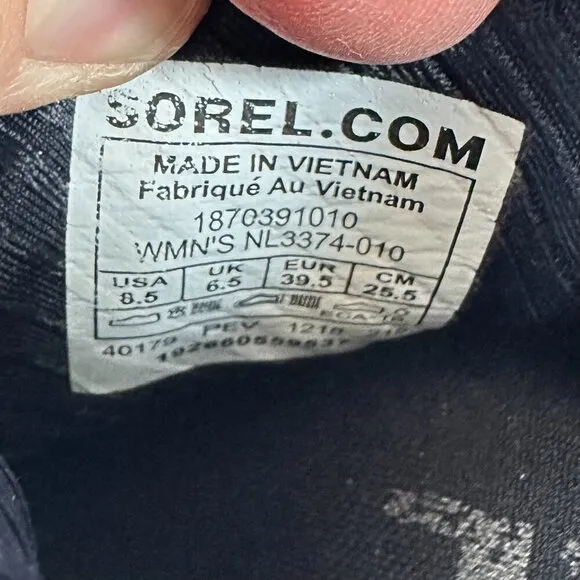 SOREL.COM
MADE IN VIETNAM
Fabriqué Au Vietnam
1870391010
WMN'S NL3374-010
USA UK EUR CM
8.5 6.5 39.5 25.5
40179 PEV 1218